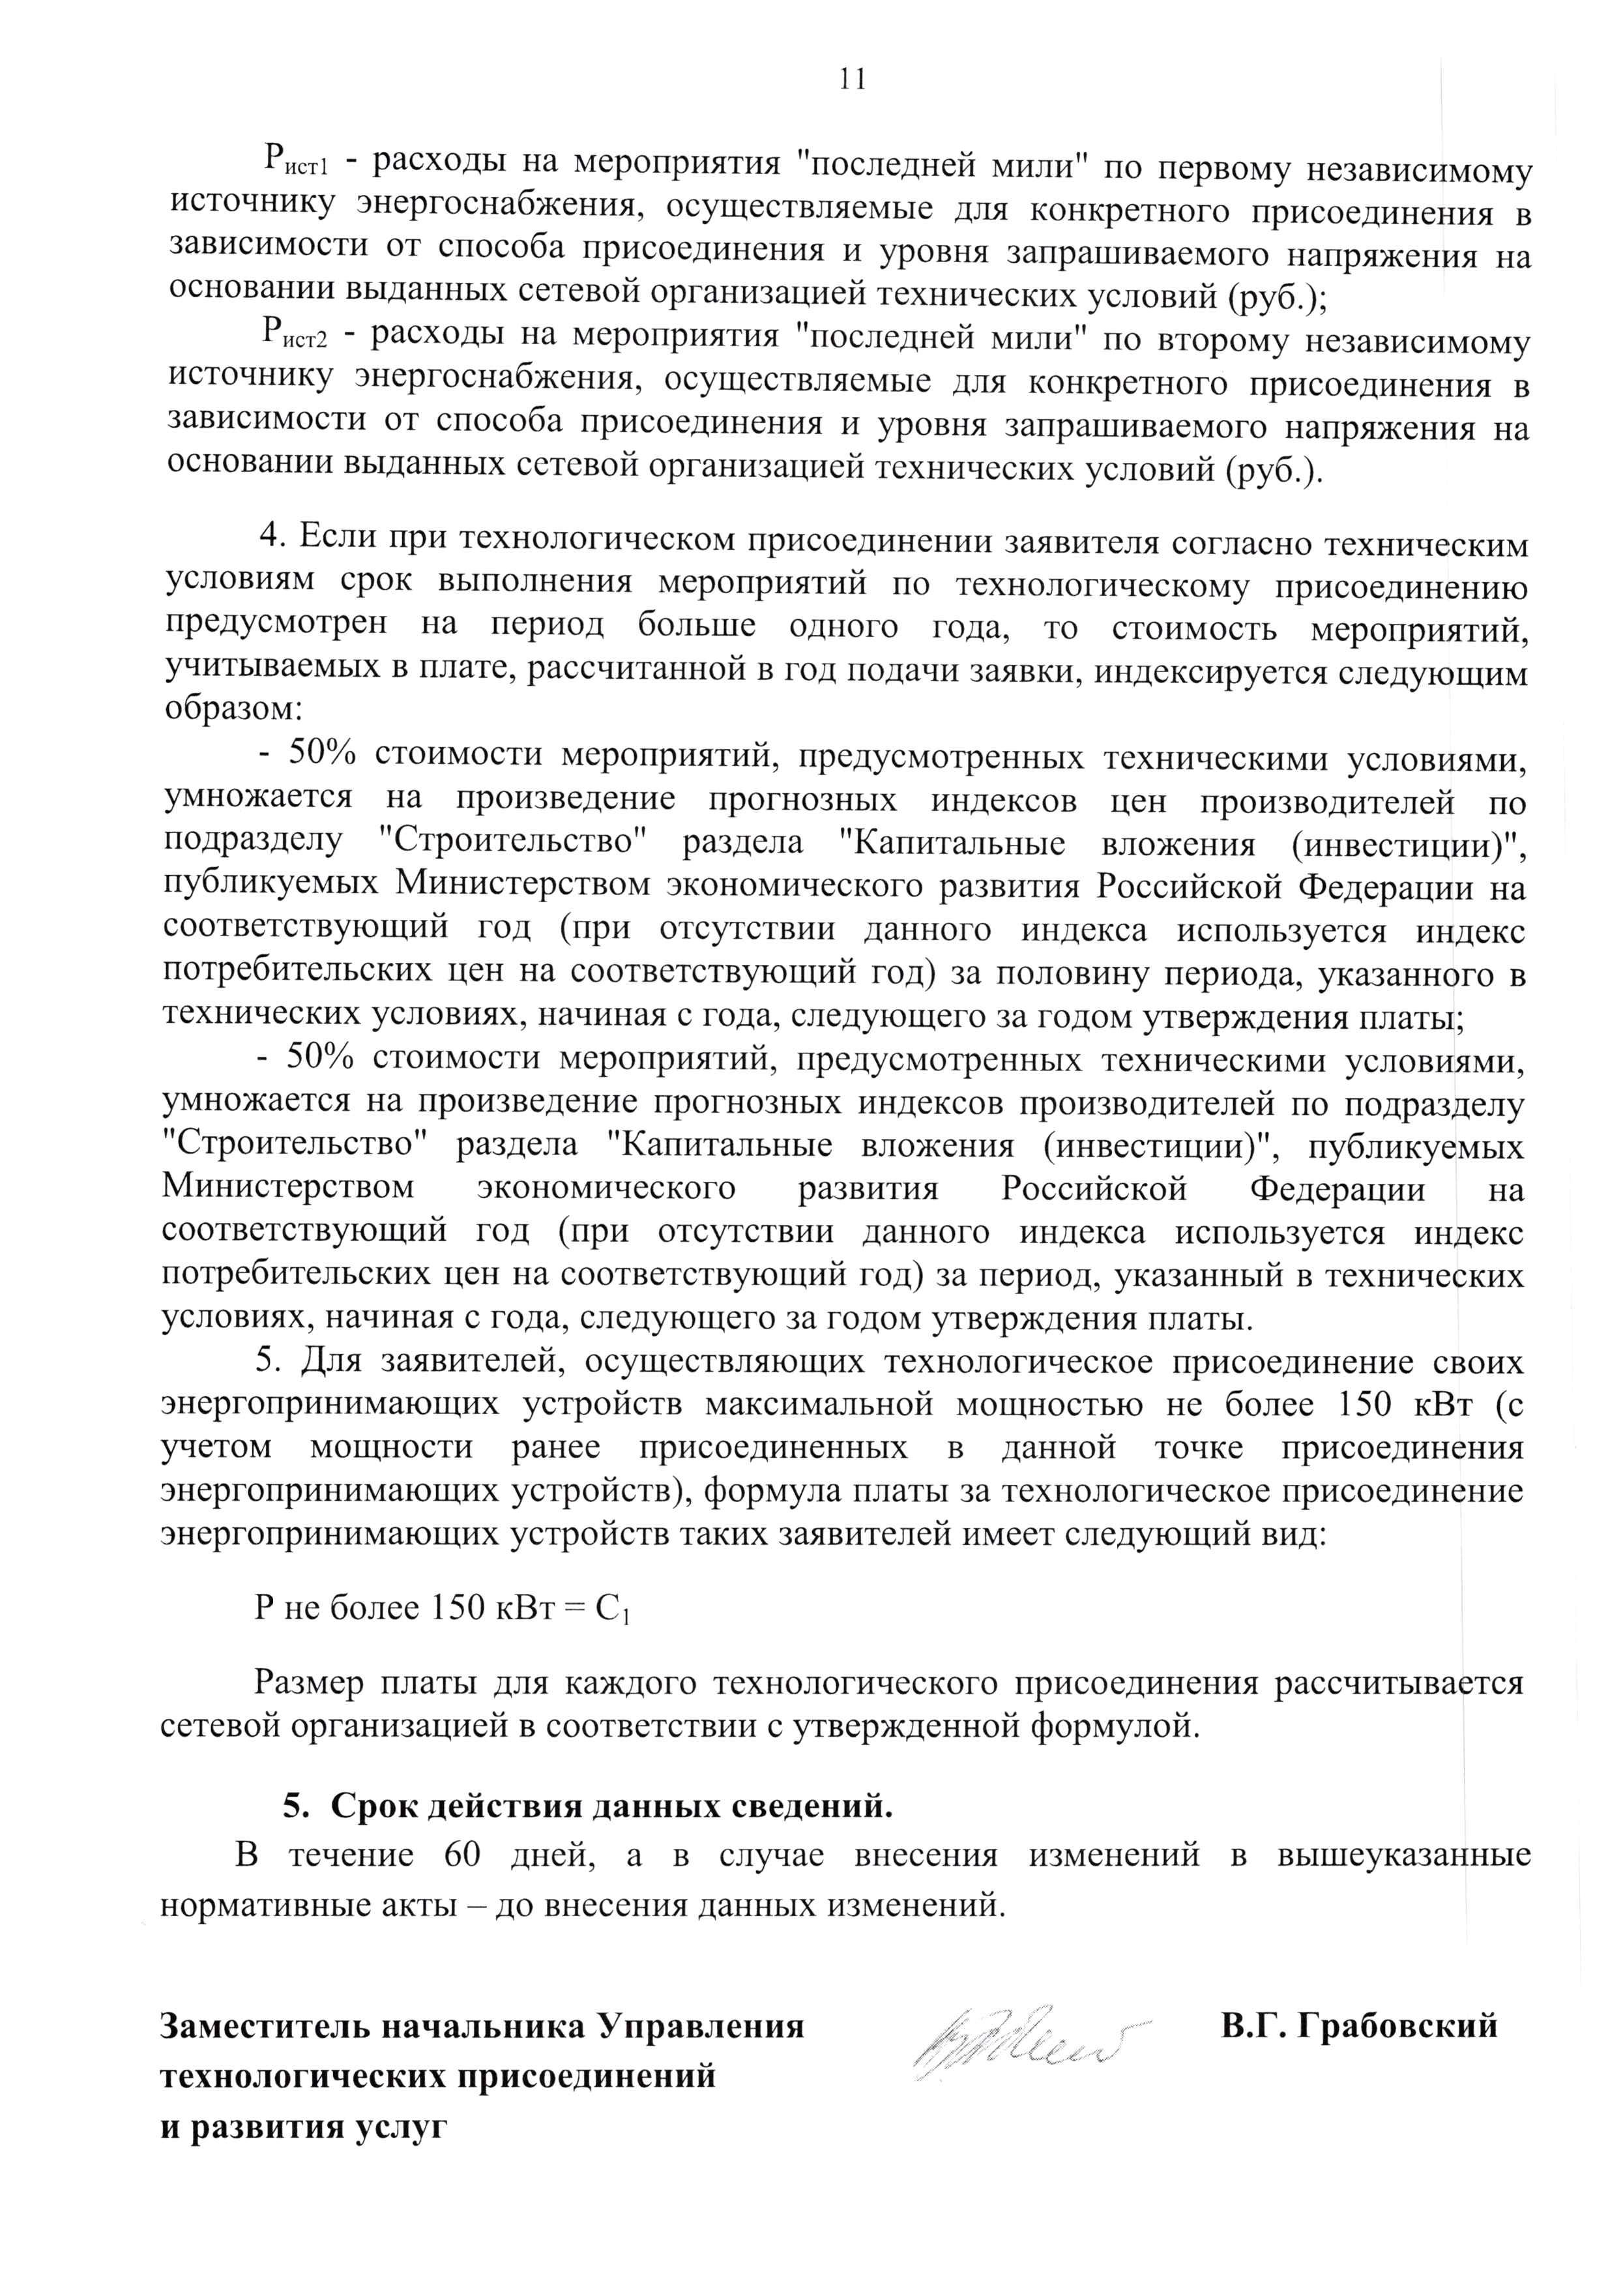 11
Рист1 - расходы на мероприятия "последней мили" по первому независимому
источнику энергоснабжения, осуществляемые для конкретного присоединения в
зависимости от способа присоединения и уровня запрашиваемого напряжения на
основании выданных сетевой организацией технических условий (руб.);
Рист2 - расходы на мероприятия "последней мили" по второму независимому
источнику энергоснабжения, осуществляемые для конкретного присоединения в
зависимости от способа присоединения и уровня запрашиваемого напряжения на
основании выданных сетевой организацией технических условий (руб.).
4. Если при технологическом присоединении заявителя согласно техническим
условиям срок выполнения мероприятий по технологическому присоединению
предусмотрен на период больше одного года, то стоимость мероприятий,
учитываемых в плате, рассчитанной в год подачи заявки, индексируется следующим
образом:
- 50% стоимости мероприятий, предусмотренных техническими условиями,
умножается на произведение прогнозных индексов цен производителей по
подразделу "Строительство" раздела "Капитальные вложения (инвестиции)",
публикуемых Министерством экономического развития Российской Федерации на
соответствующий год (при отсутствии данного индекса используется индекс
потребительских цен на соответствующий год) за половину периода, указанного в
технических условиях, начиная с года, следующего за годом утверждения платы;
- 50% стоимости мероприятий, предусмотренных техническими условиями,
умножается на произведение прогнозных индексов производителей по подразделу
"Строительство" раздела "Капитальные вложения (инвестиции)", публикуемых
Министерством экономического развития Российской Федерации на
соответствующий год (при отсутствии данного индекса используется индекс
потребительских цен на соответствующий год) за период, указанный в технических
условиях, начиная с года, следующего за годом утверждения платы.
5. Для заявителей, осуществляющих технологическое присоединение своих
энергопринимающих устройств максимальной мощностью не более 150 кВт (с
учетом мощности ранее присоединенных в данной точке присоединения
энергопринимающих устройств), формула платы за технологическое присоединение
энергопринимающих устройств таких заявителей имеет следующий вид:
Р не более 150 кВт = С1
Размер платы для каждого технологического присоединения рассчитывается
сетевой организацией в соответствии с утвержденной формулой.
5. Срок действия данных сведений.
В течение 60 дней, а в случае внесения изменений в вышеуказанные
нормативные акты – до внесения данных изменений.
Заместитель начальника Управления В.Г. Грабовский
технологических присоединений
и развития услуг